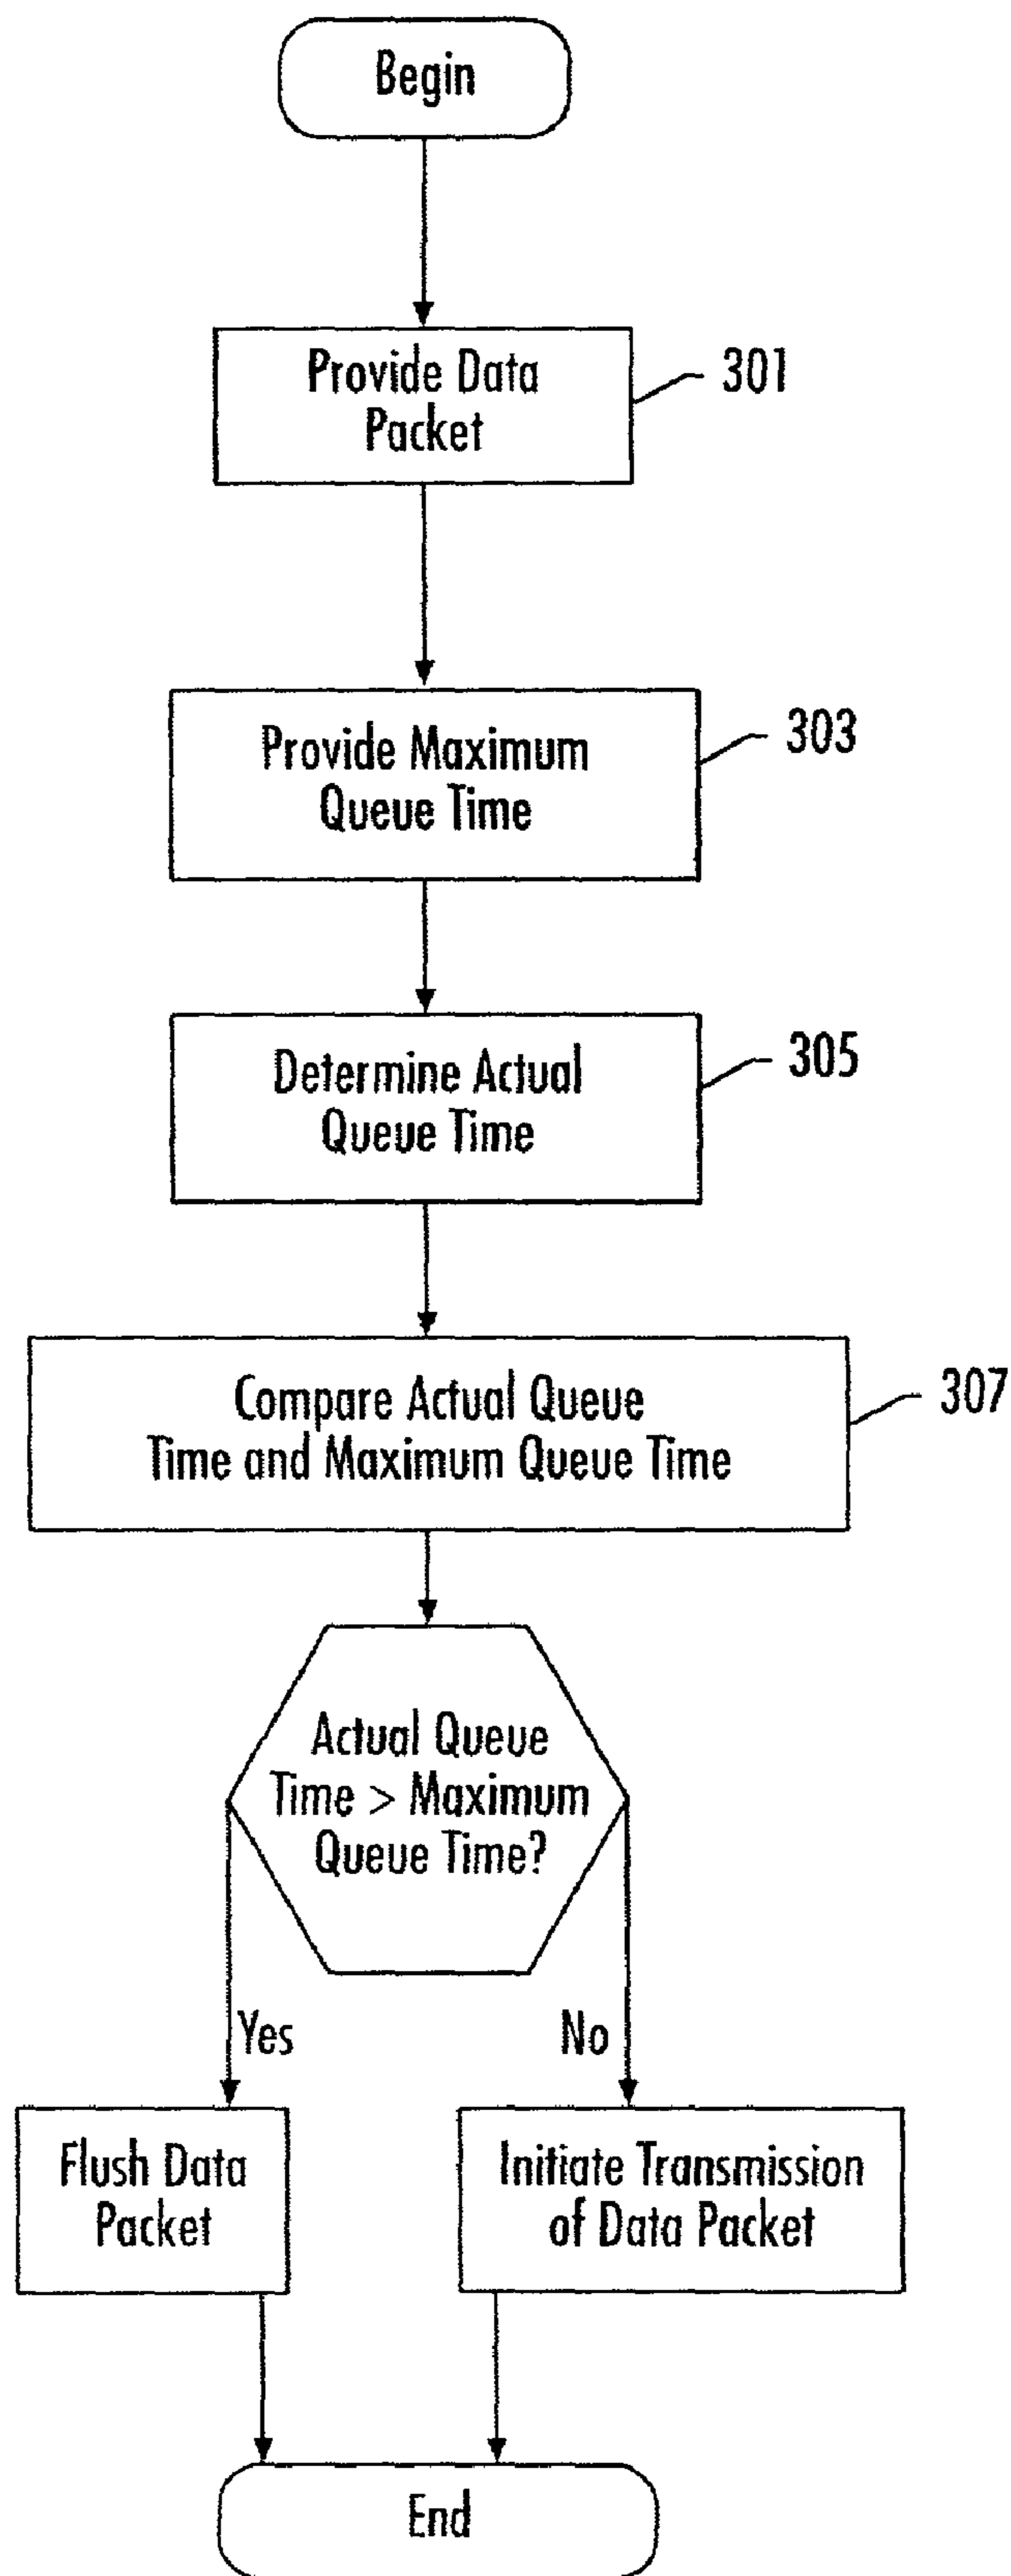 Begin
Provide Data
Packet
301
Provide Maximum
Queue Time
303
Determine Actual
Queue Time
305
Compare Actual Queue
Time and Maximum Queue Time
307
Actual Queue
Time > Maximum
Queue Time?
Yes
No
Flush Data
Packet
Initiate Transmission
of Data Packet
End